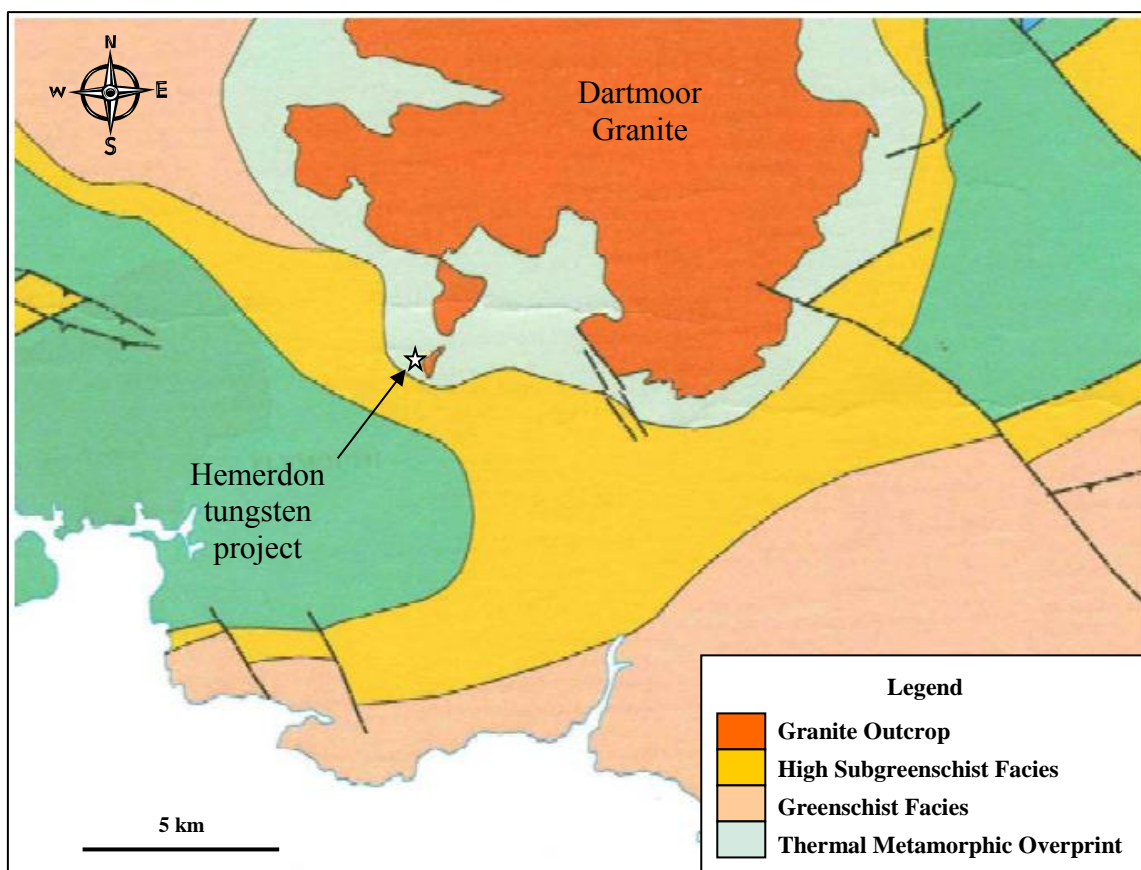 N
W
E
S
Dartmoor
Granite
Hemerdon
tungsten
project
5 km
Legend
Granite Outcrop
High Subgreenschist Facies
Greenschist Facies
Thermal Metamorphic Overprint